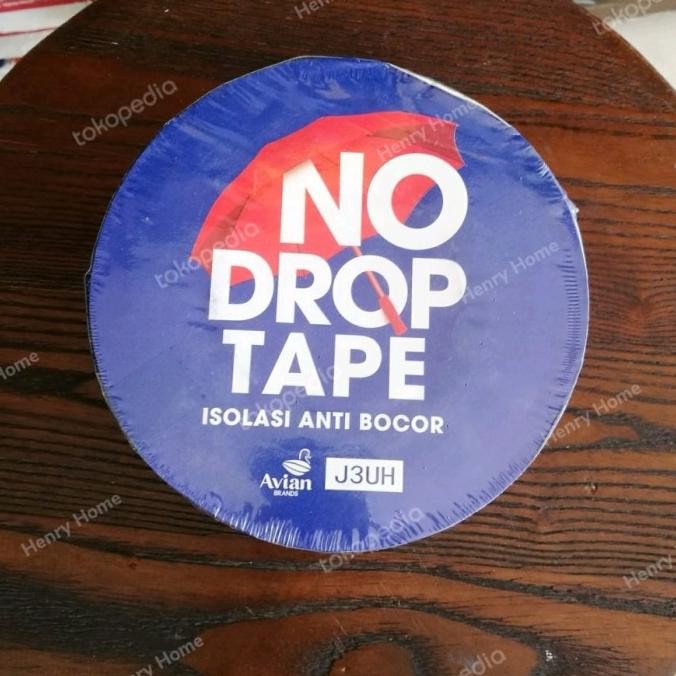 NO
DROP
TAPE
ISOLASI ANTI BOCOR
Avian
BRANDS
J3UH
tokopedia
Henry Home